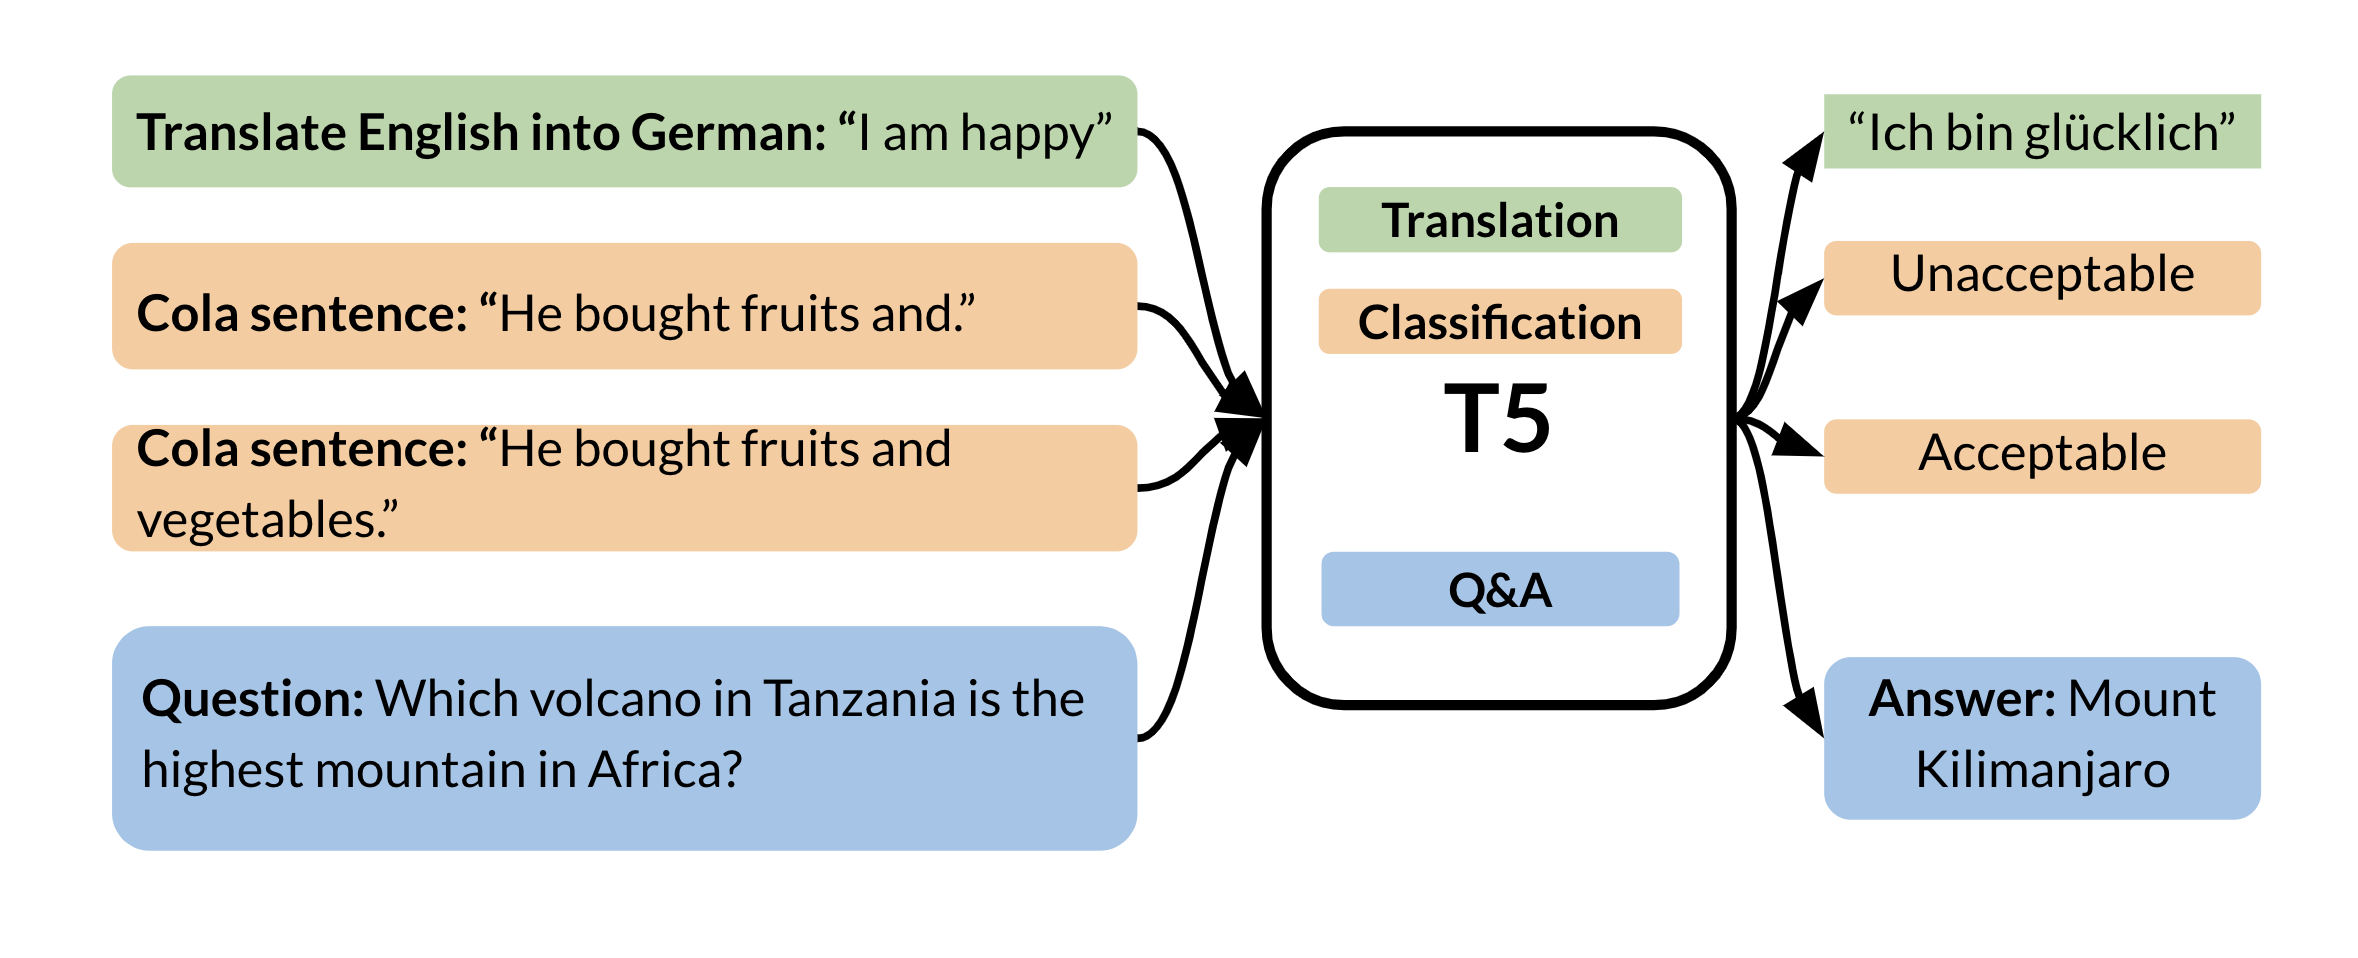 Translate English into German: “I am happy”
Cola sentence: “He bought fruits and.”
Cola sentence: “He bought fruits and
vegetables.”
Question: Which volcano in Tanzania is the
highest mountain in Africa?
Translation
Classification
T5
Q&A
“Ich bin glücklich”
Unacceptable
Acceptable
Answer: Mount
Kilimanjaro